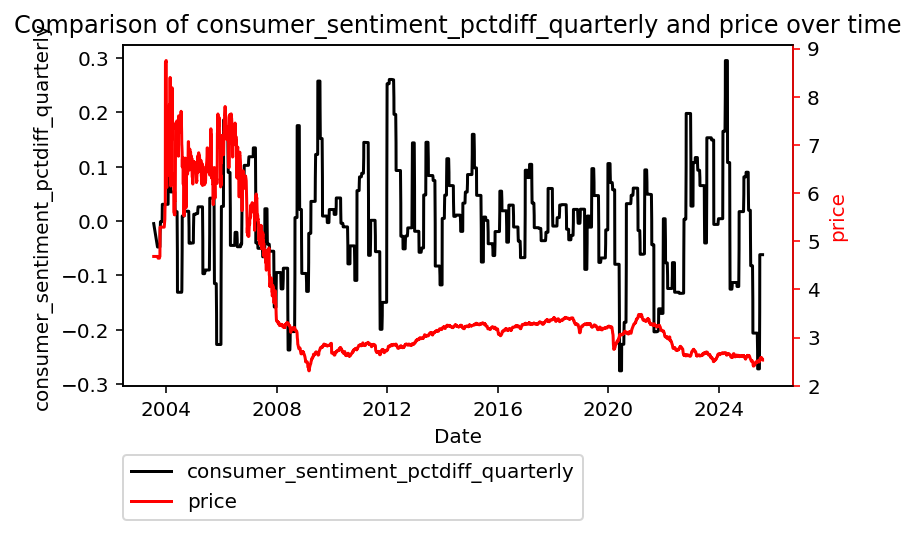 Comparison of consumer_sentiment_pctdiff_quarterly and price over time
consumer_sentiment_pctdiff_quarterly
0.3
0.2
0.1
0.0
−0.1
−0.2
−0.3
9
8
7
6
5
4
3
2
price
2004 2008 2012 2016 2020 2024
Date
consumer_sentiment_pctdiff_quarterly
price